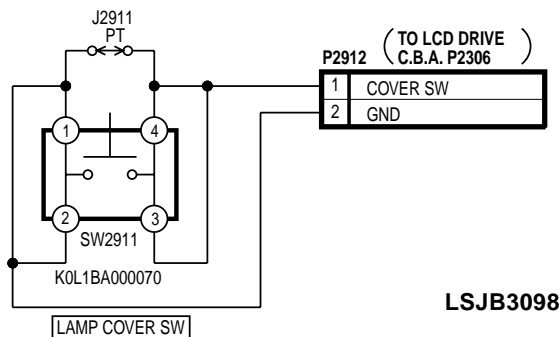 J2911
PT
P2912
(TO LCD DRIVE
C.B.A. P2306)
1 COVER SW
2 GND
1
4
2
3
SW2911
K0L1BA000070
LAMP COVER SW
LSJB3098